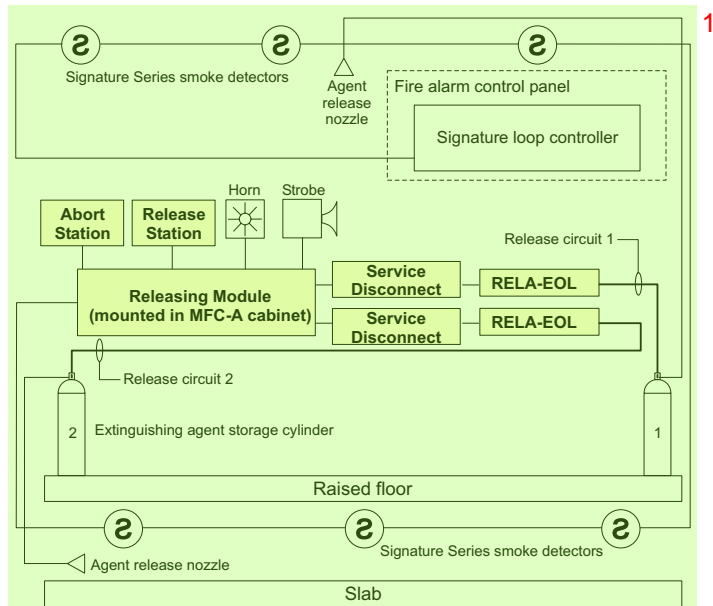 1
S S S
Signature Series smoke detectors
Agent
release
nozzle
Fire alarm control panel
Signature loop controller
Horn Strobe
Abort
Station
Release
Station
Release circuit 1
Service
Disconnect
RELA-EOL
Releasing Module
(mounted in MFC-A cabinet)
Service
Disconnect
RELA-EOL
Release circuit 2
2
Extinguishing agent storage cylinder
1
Raised floor
S S S
Signature Series smoke detectors
Agent release nozzle
Slab